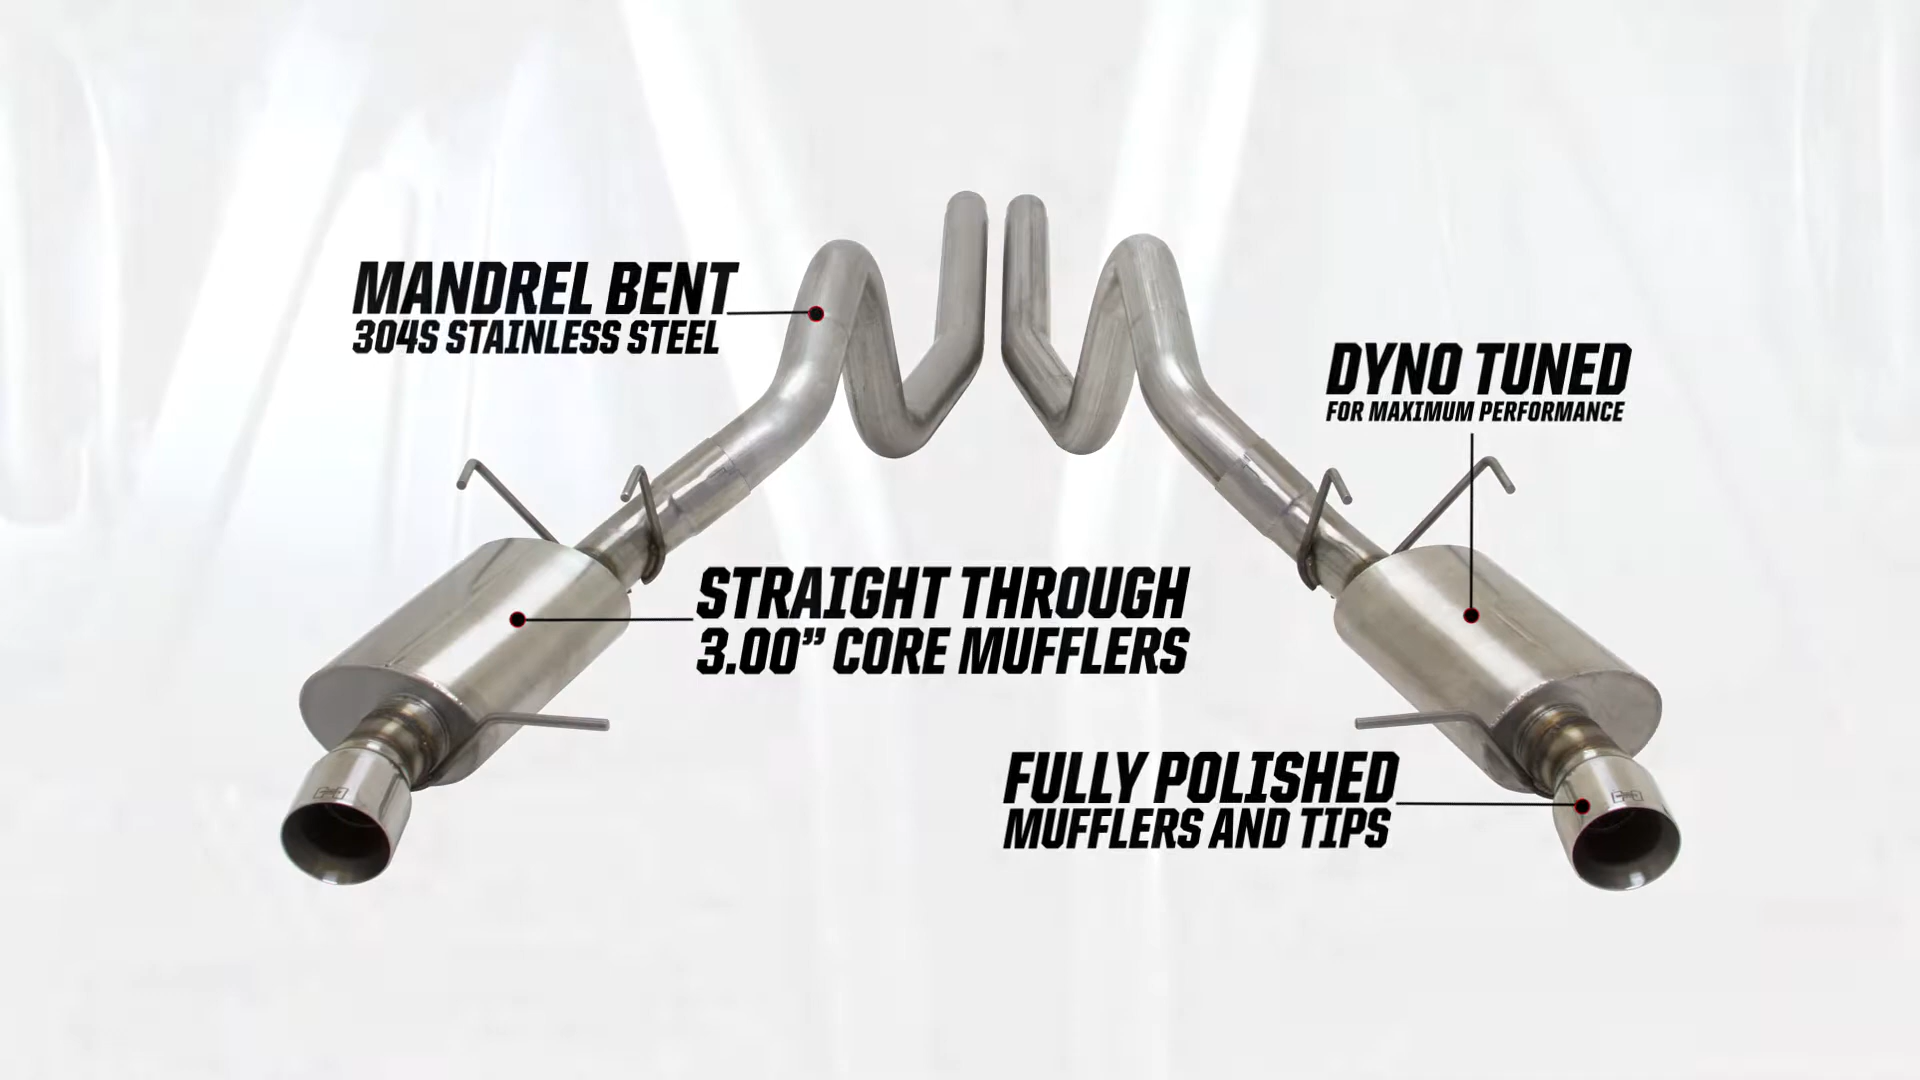 MANDREL BENT
304S STAINLESS STEEL
DYNO TUNED
FOR MAXIMUM PERFORMANCE
STRAIGHT THROUGH
3.00” CORE MUFFLERS
FULLY POLISHED
MUFFLERS AND TIPS